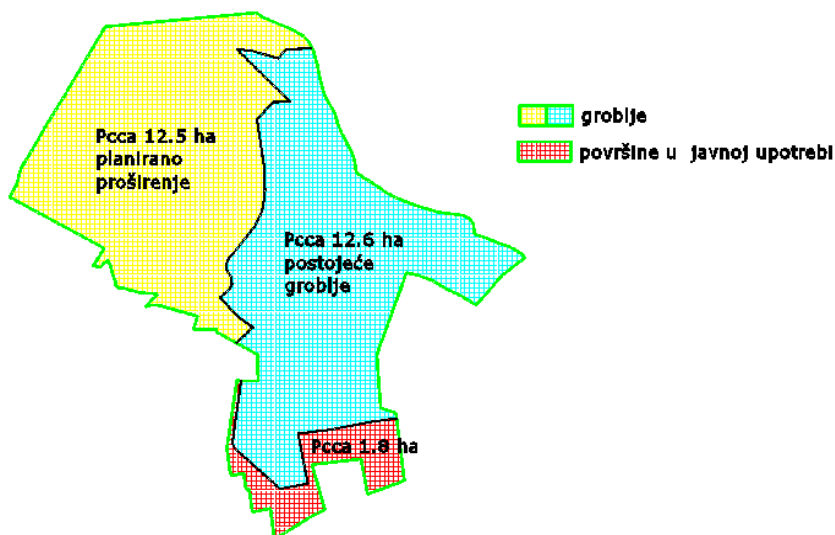 Pcca 12.5 ha
planirano
proširenje
groblje
površine u javnoj upotrebi
Pcca 12.6 ha
postojeće
groblje
Pcca 1.8 ha